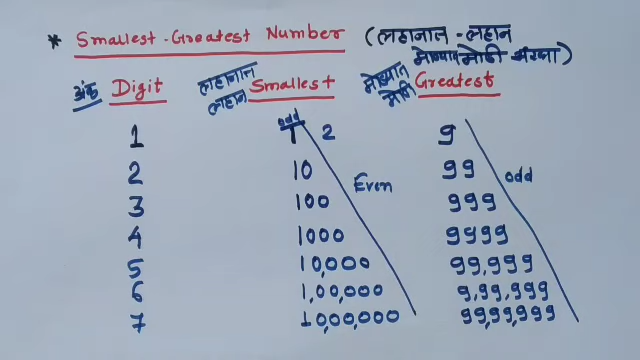 * Smallest-Greatest Number (लहानात-लहान
मोठ्यात मोठी संख्या)
अंक Digit लहानात लहान Smallest मोठ्यात मोठी Greatest
odd
1 1 2 9
2 10 99
Even odd
3 100 999
4 1000 9999
5 10,000 99,999
6 1,00,000 9,99,999
7 10,00,000 99,99,999